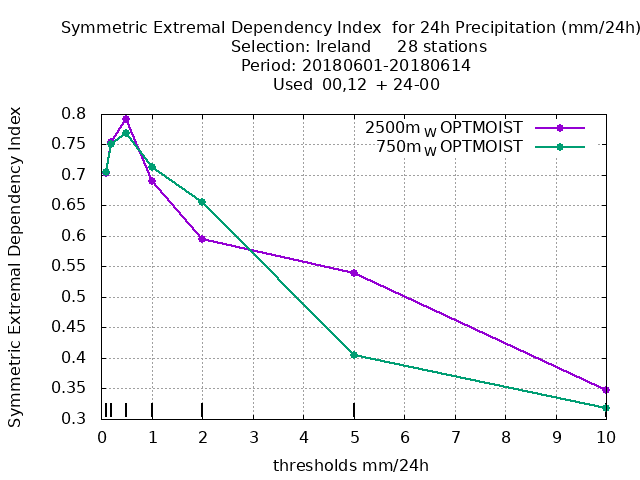 Symmetric Extremal Dependency Index for 24h Precipitation (mm/24h)
Selection: Ireland 28 stations
Period: 20180601-20180614
Used 00,12 + 24-00
2500m W OPTMOIST
750m W OPTMOIST
Symmetric Extremal Dependency Index
0.8
0.75
0.7
0.65
0.6
0.55
0.5
0.45
0.4
0.35
0.3
0 1 2 3 4 5 6 7 8 9 10
thresholds mm/24h